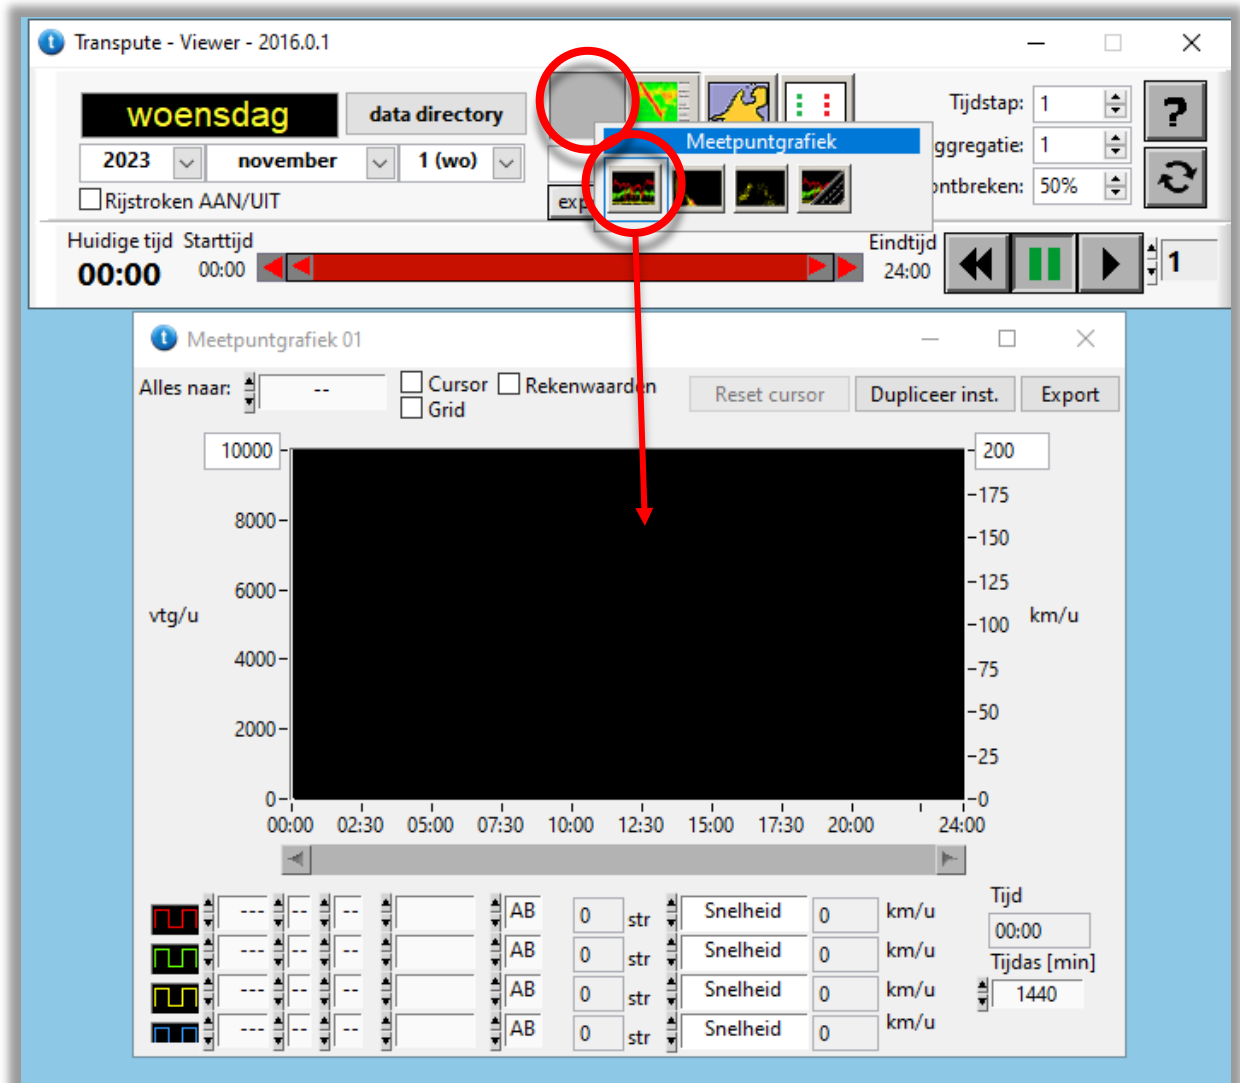 Transpute - Viewer - 2016.0.1
woensdag
data directory
2023 november 1 (wo)
Rijstroken AAN/UIT
Meetpuntgrafiek
exp
Tijdstap: 1
ggregatie: 1
ontbreken: 50%
?
Huidige tijd Starttijd
00:00 00:00
Eindtijd
24:00
1
Meetpuntgrafiek 01
Alles naar: --
Cursor Rekenwaarden
Grid
Reset cursor Dupliceer inst. Export
10000
8000
6000
4000
2000
0
vtg/u
200
175
150
125
100
75
50
25
0
km/u
00:00 02:30 05:00 07:30 10:00 12:30 15:00 17:30 20:00 24:00
--- -- -- AB 0 str Snelheid 0 km/u
--- -- -- AB 0 str Snelheid 0 km/u
--- -- -- AB 0 str Snelheid 0 km/u
--- -- -- AB 0 str Snelheid 0 km/u
Tijd
00:00
Tijdas [min]
1440